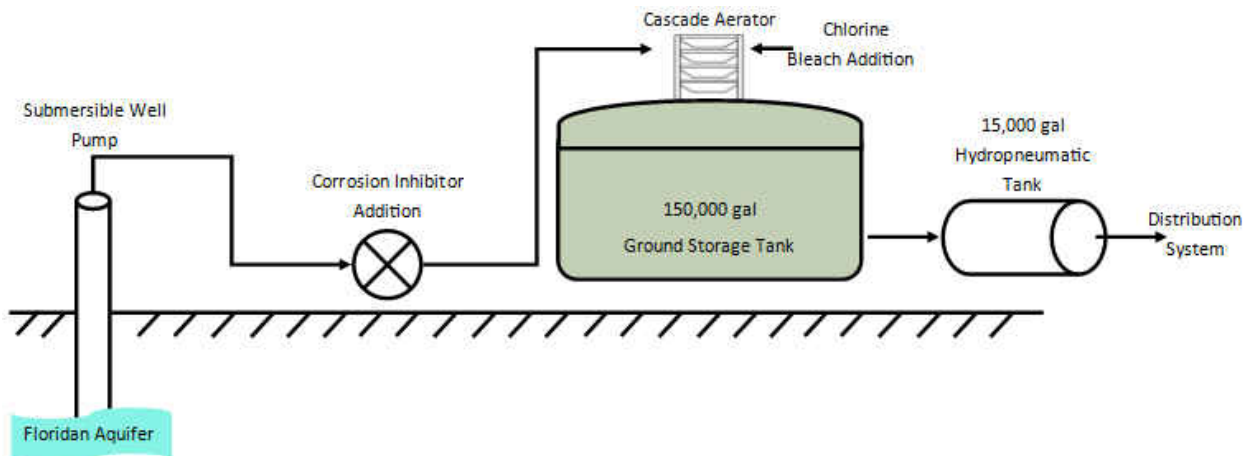 Cascade Aerator
Chlorine
Bleach Addition
Submersible Well
Pump
Corrosion Inhibitor
Addition
15,000 gal
Hydropneumatic
Tank
150,000 gal
Ground Storage Tank
Distribution
System
Floridan Aquifer